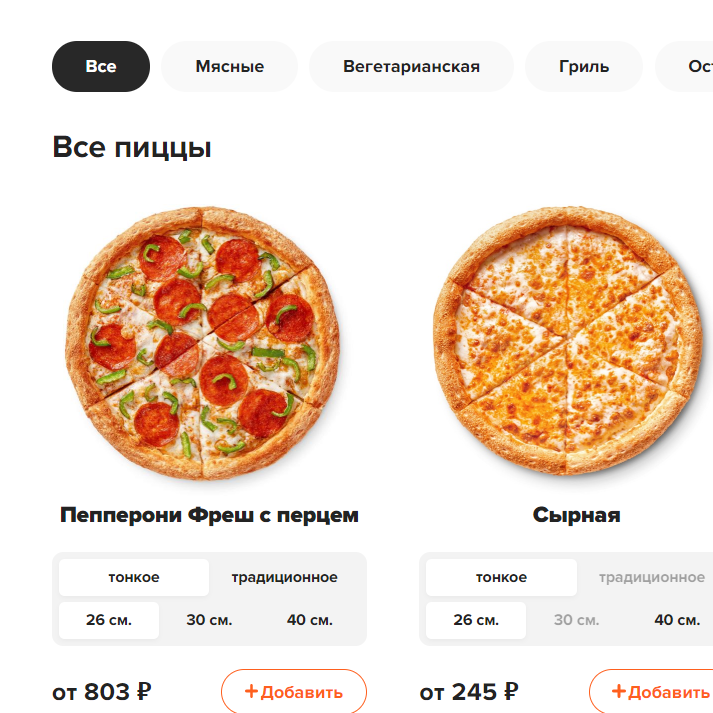 Все Мясные Вегетарианская Гриль
Все пиццы
Пепперони Фреш с перцем Сырная
тонкое традиционное тонкое традиционное
26 см. 30 см. 40 см. 26 см. 30 см. 40 см.
от 803 ₽ +Добавить от 245 ₽ +Добавить